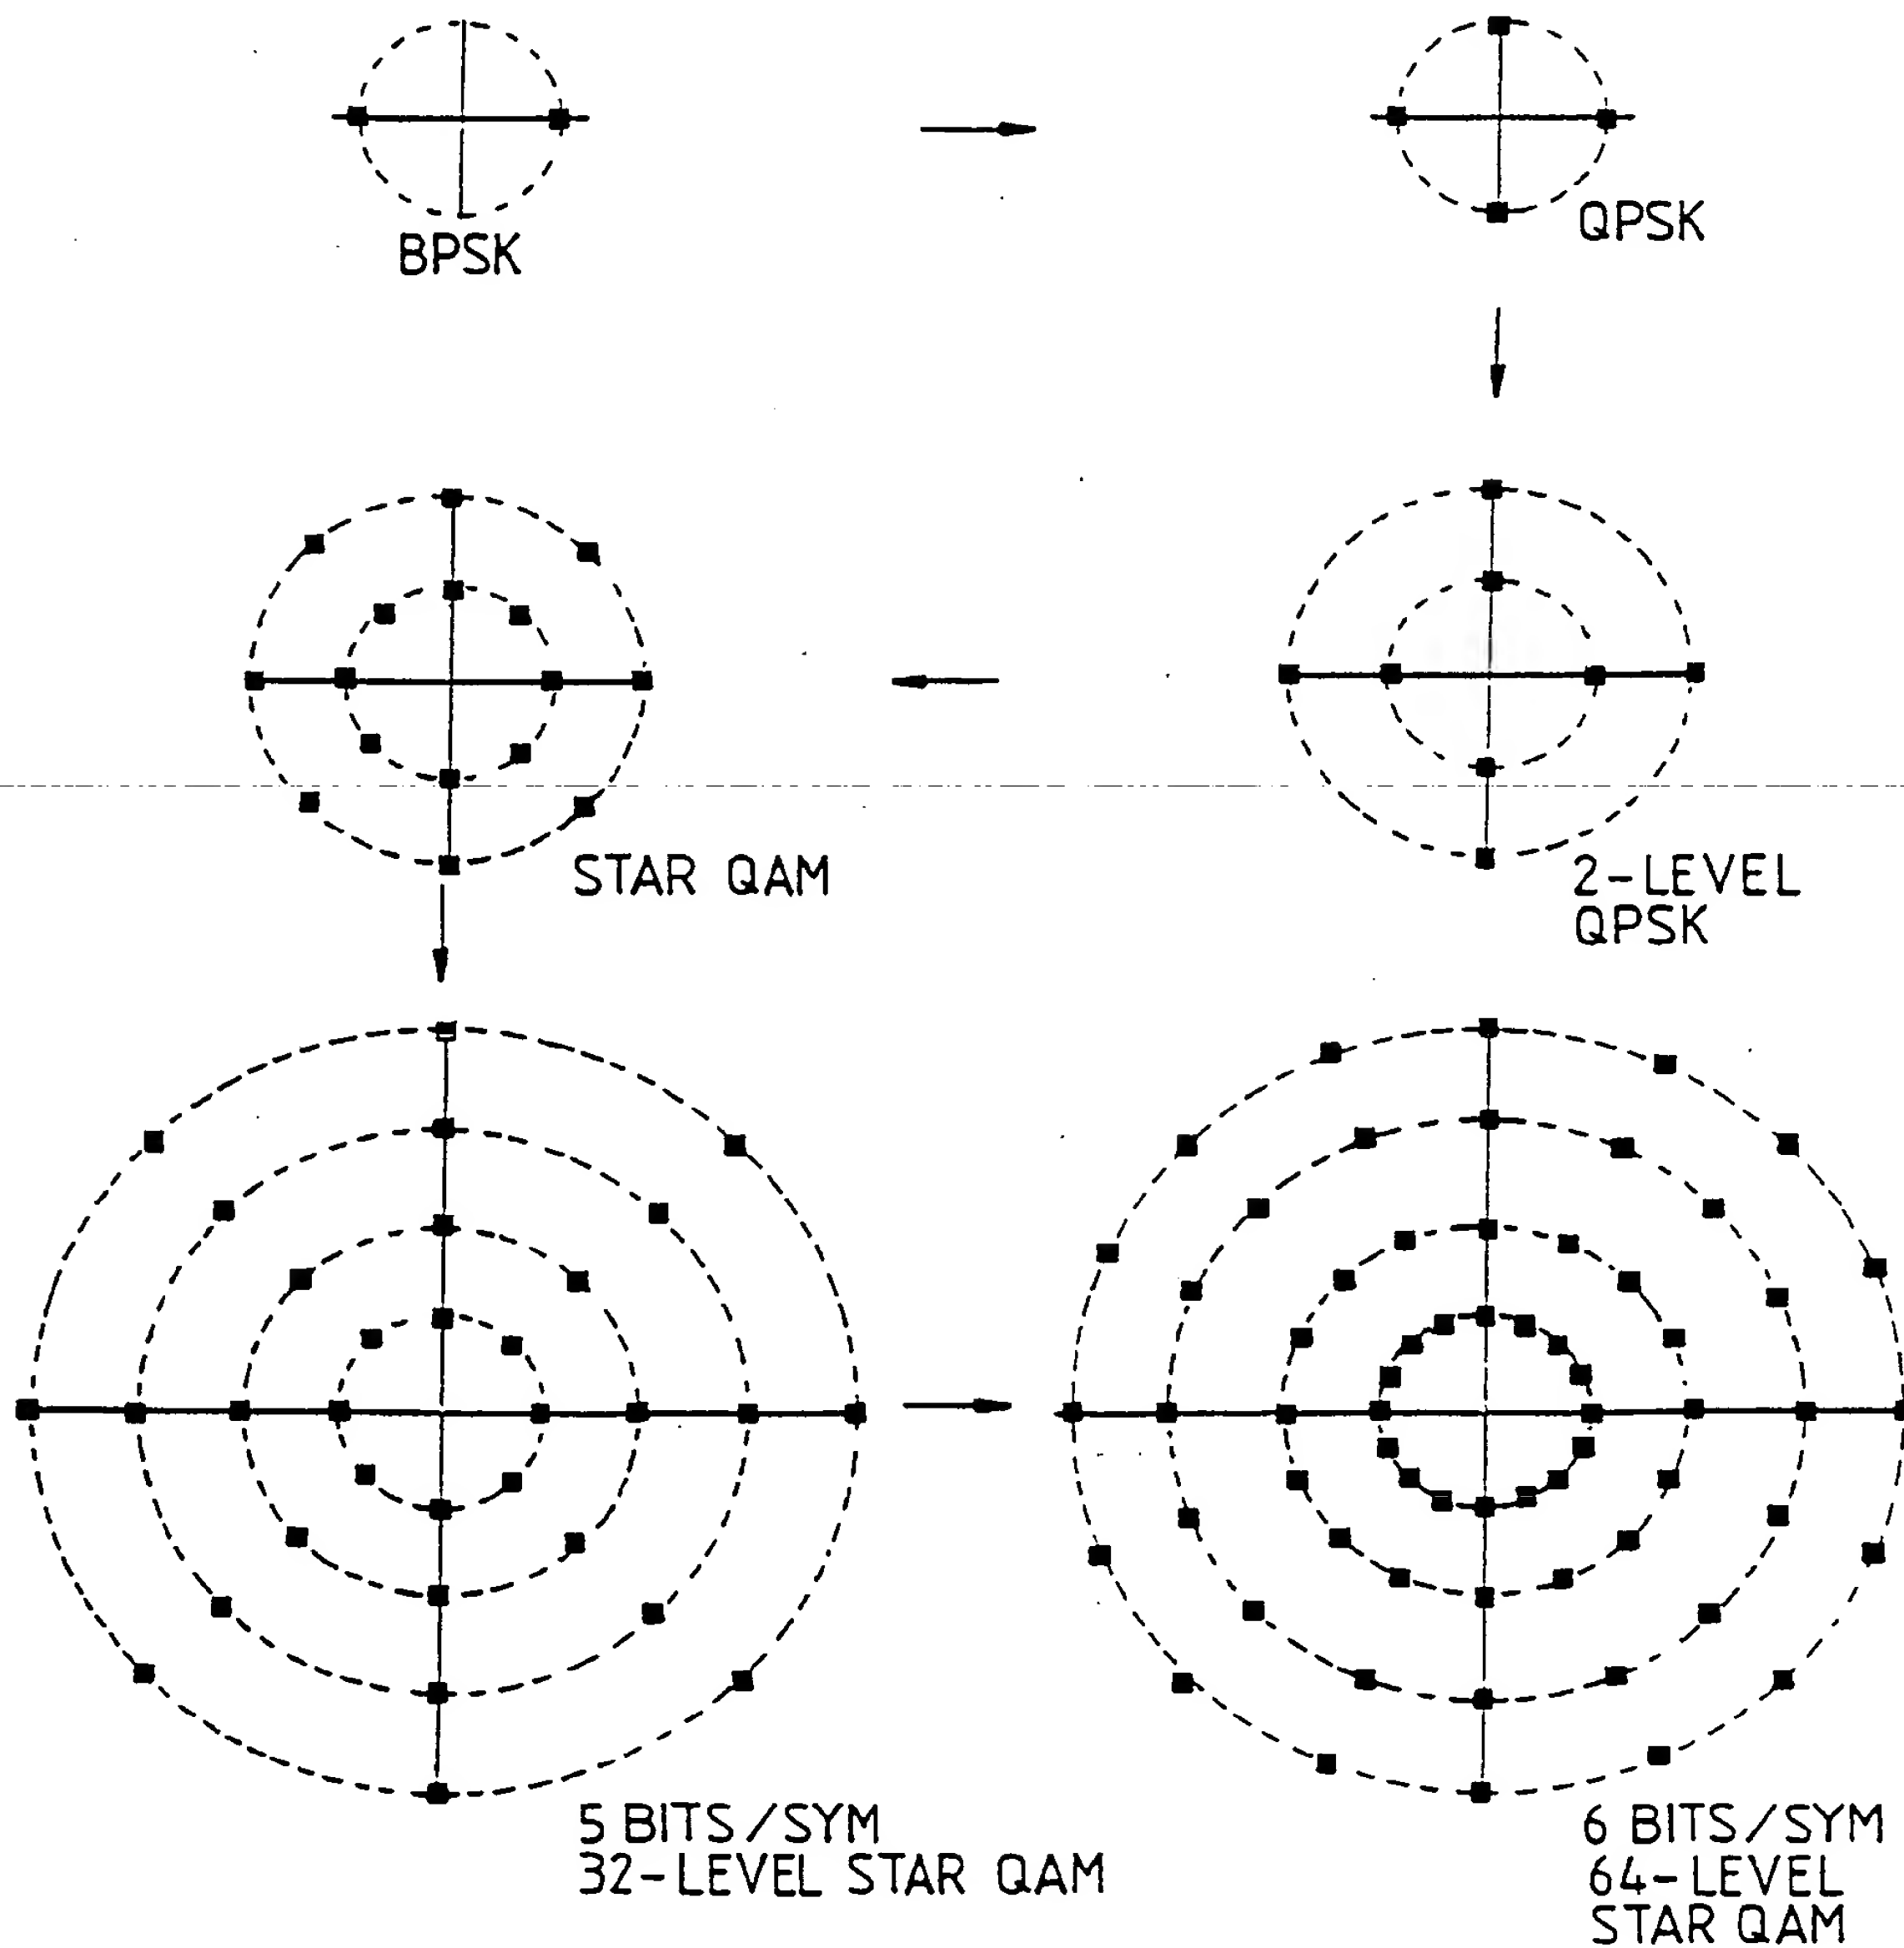 BPSK
QPSK
STAR QAM
2-LEVEL
QPSK
5 BITS/SYM
32-LEVEL STAR QAM
6 BITS/SYM
64-LEVEL
STAR QAM